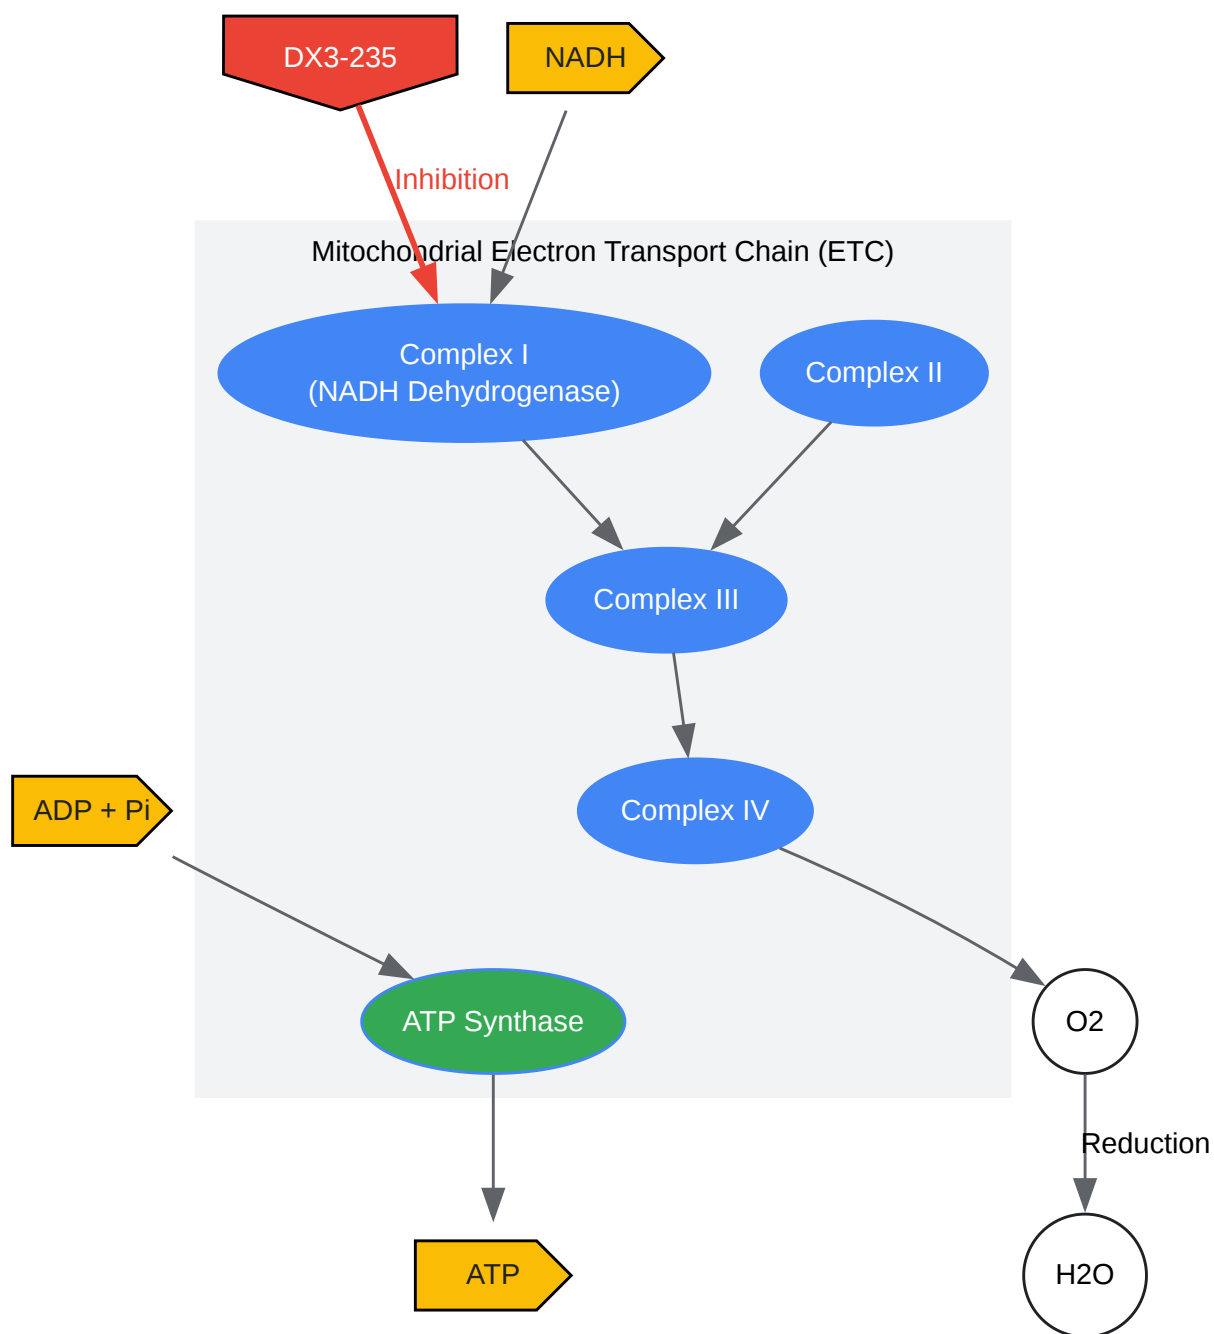 DX3-235
NADH
Inhibition
Mitochondrial Electron Transport Chain (ETC)
Complex I
(NADH Dehydrogenase)
Complex II
Complex III
ADP + Pi
Complex IV
ATP Synthase
O2
Reduction
ATP
H2O